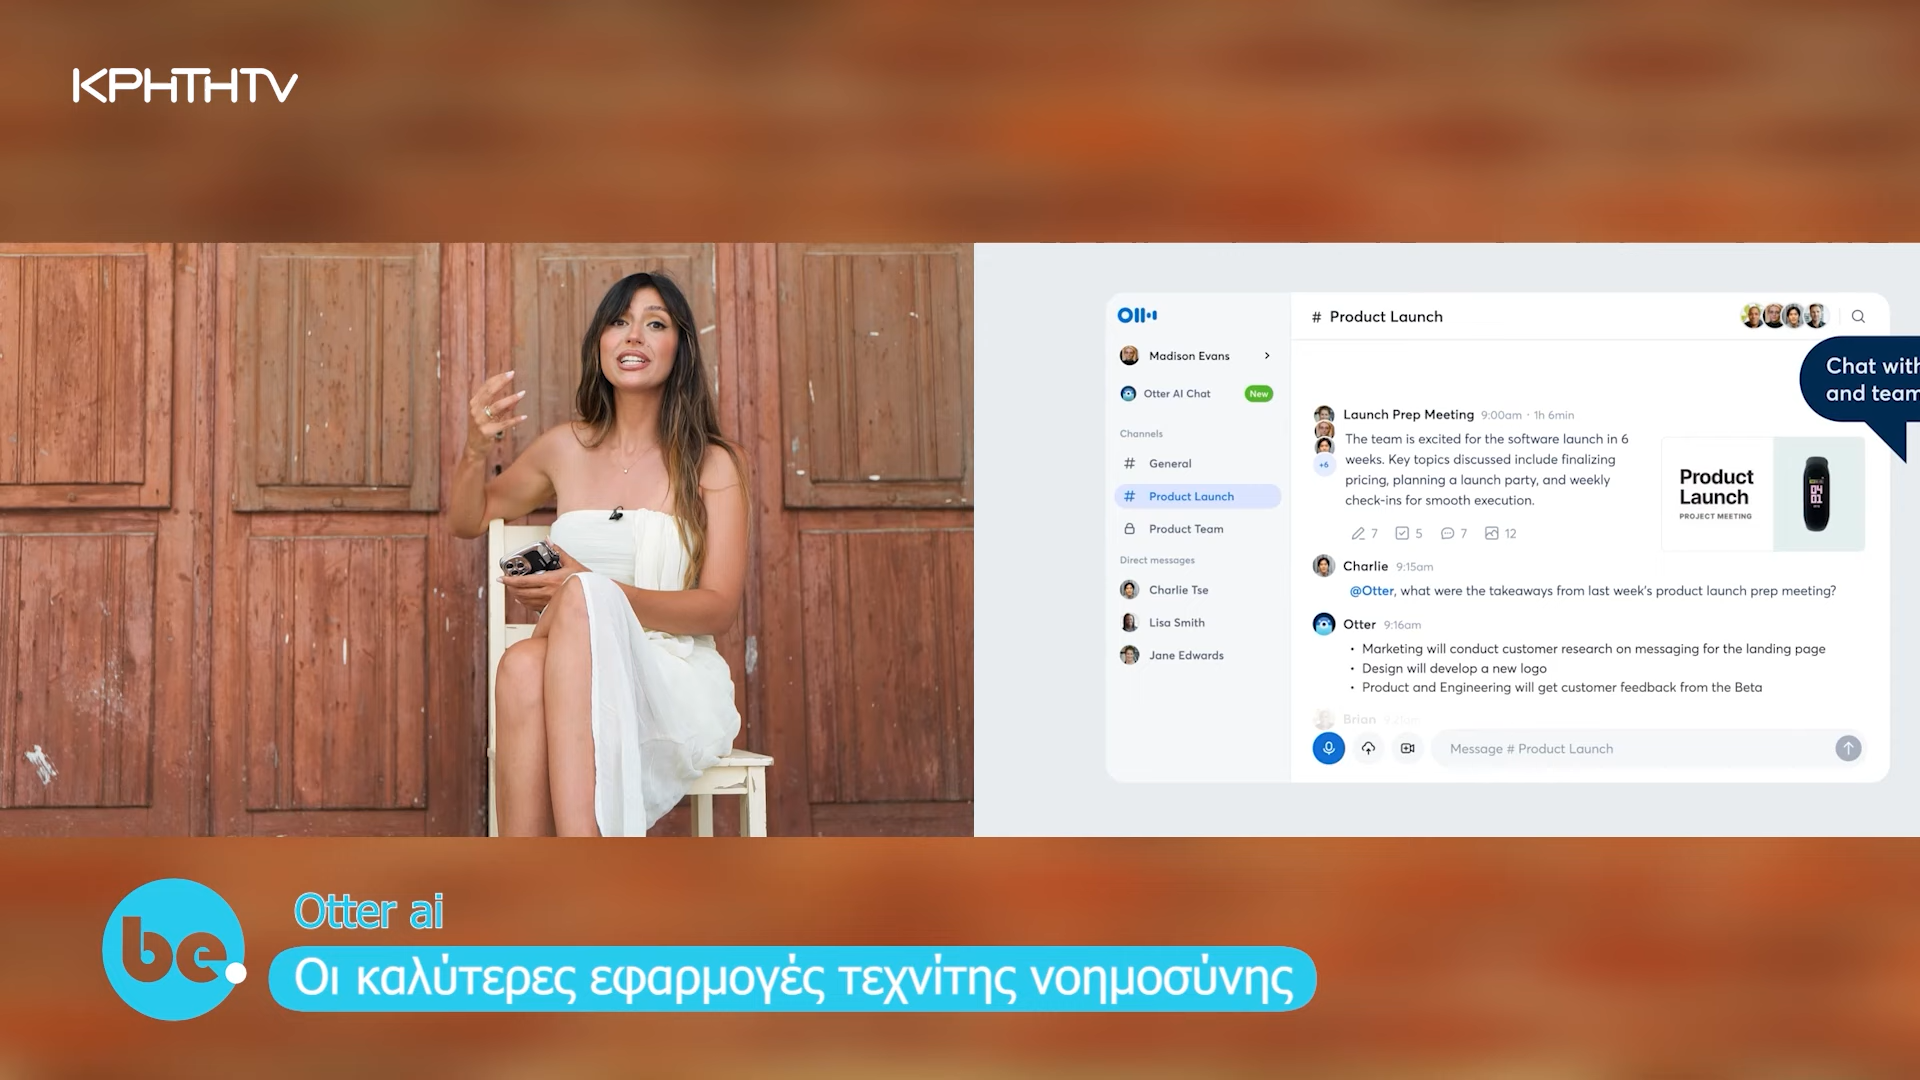 ΚΡΗΤΗTV
# Product Launch
Madison Evans
Otter AI Chat New
Channels
# General
# Product Launch
Product Team
Direct messages
Charlie Tse
Lisa Smith
Jane Edwards
Chat with
and team
Launch Prep Meeting 9:00am · 1h 6min
The team is excited for the software launch in 6
weeks. Key topics discussed include finalizing
pricing, planning a launch party, and weekly
check-ins for smooth execution.
+6
7 5 7 12
Product
Launch
PROJECT MEETING
04
01
Charlie 9:15am
@Otter, what were the takeaways from last week's product launch prep meeting?
Otter 9:16am
• Marketing will conduct customer research on messaging for the landing page
• Design will develop a new logo
• Product and Engineering will get customer feedback from the Beta
Brian
Message # Product Launch
be.
Otter ai
Οι καλύτερες εφαρμογές τεχνίτης νοημοσύνης